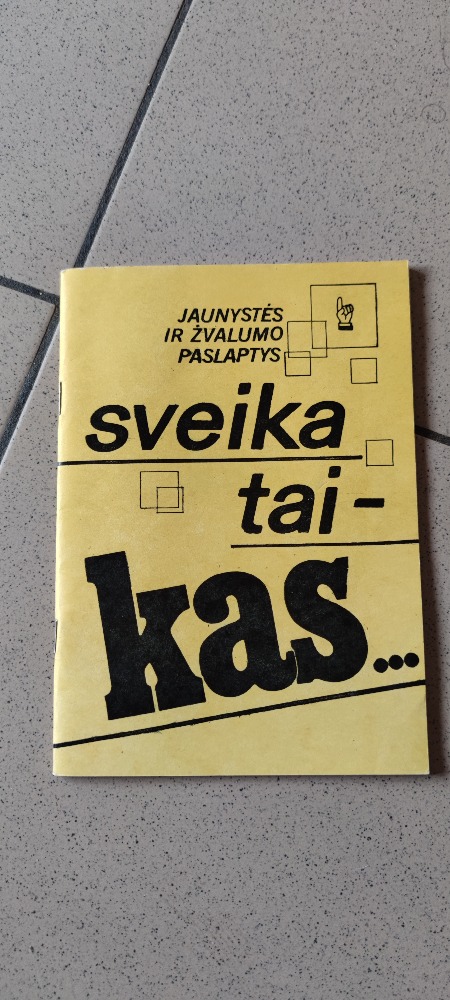 JAUNYSTĖS
IR ŽVALUMO
PASLAPTYS
sveika
tai-
kas...